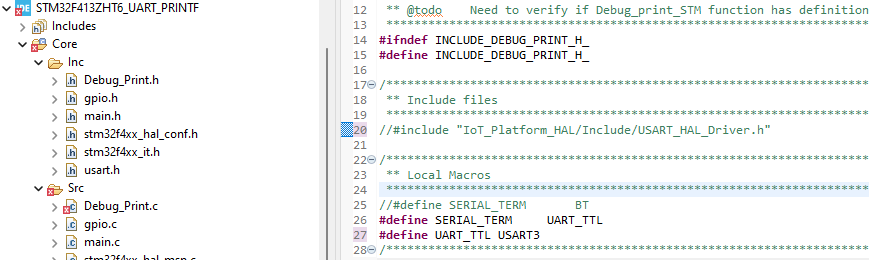 STM32F413ZHT6_UART_PRINTF
Includes
Core
Inc
Debug_Print.h
gpio.h
main.h
stm32f4xx_hal_conf.h
stm32f4xx_it.h
usart.h
Src
Debug_Print.c
gpio.c
main.c
stm32f4xx_hal_msp.c
12 ** @todo    Need to verify if Debug_print_STM function has definition
13 ******************************************************************
14 #ifndef INCLUDE_DEBUG_PRINT_H_
15 #define INCLUDE_DEBUG_PRINT_H_
16
17 /*****************************************************************
18 ** Include files
19 ******************************************************************
20 //#include "IoT_Platform_HAL/Include/USART_HAL_Driver.h"
21
22 /*****************************************************************
23 ** Local Macros
24 ******************************************************************
25 //#define SERIAL_TERM       BT
26 #define SERIAL_TERM     UART_TTL
27 #define UART_TTL USART3
28 /*****************************************************************